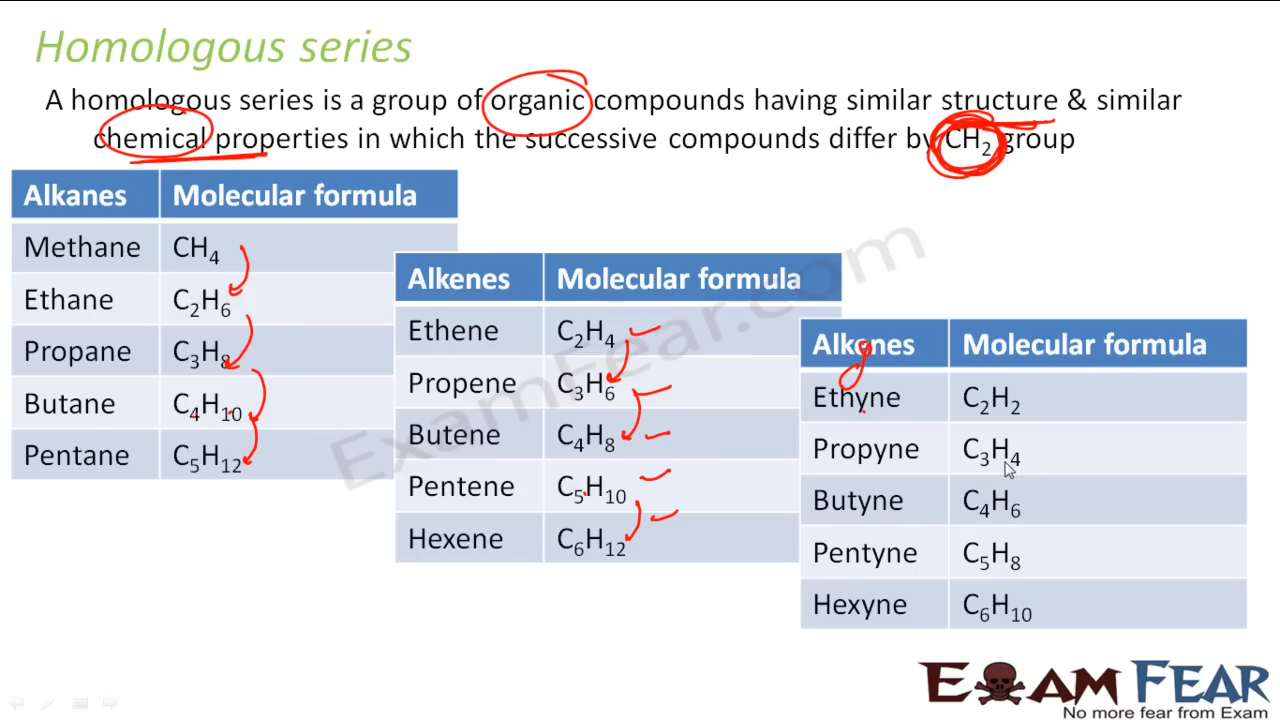 Homologous series
A homologous series is a group of organic compounds having similar structure & similar
chemical properties in which the successive compounds differ by CH₂ group
Alkanes Molecular formula
Methane CH₄
Ethane C₂H₆
Propane C₃H₈
Butane C₄H₁₀
Pentane C₅H₁₂
Alkenes Molecular formula
Ethene C₂H₄
Propene C₃H₆
Butene C₄H₈
Pentene C₅H₁₀
Hexene C₆H₁₂
Alkenes Molecular formula
y
Ethyne C₂H₂
Propyne C₃H₄
Butyne C₄H₆
Pentyne C₅H₈
Hexyne C₆H₁₀
ExamFear.com
EXAM FEAR
No more fear from Exam